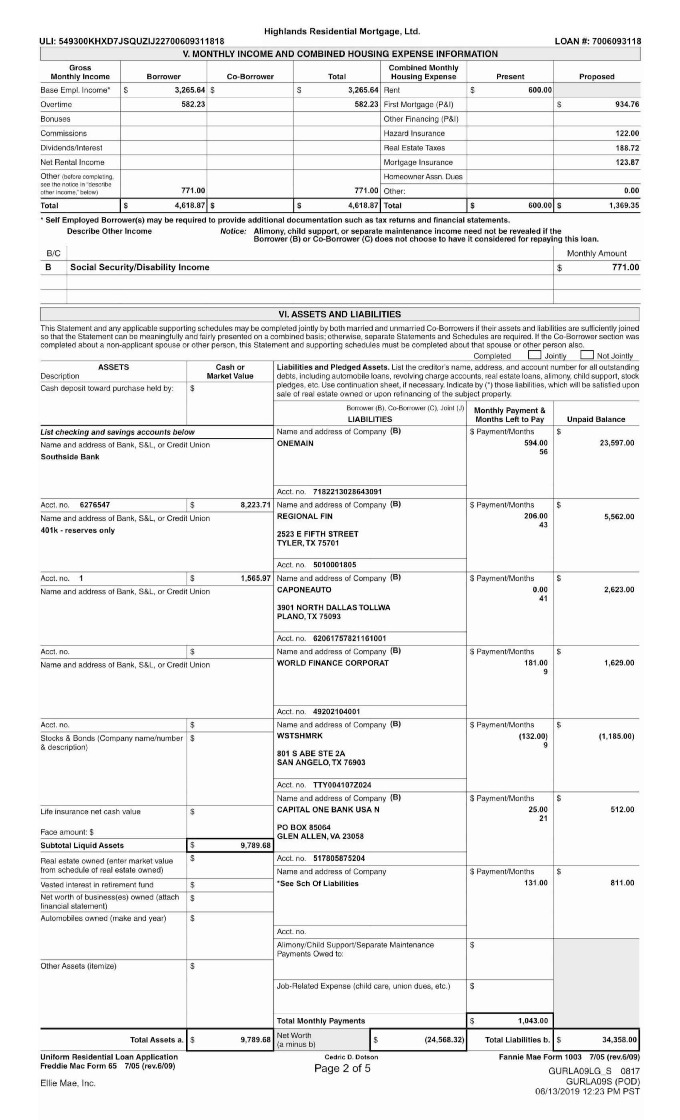 Highlands Residential Mortgage, Ltd.
ULI: 549300KHXD7JSQUZIJ22700609311818 LOAN #: 7006093118
V. MONTHLY INCOME AND COMBINED HOUSING EXPENSE INFORMATION
Gross Monthly Income Borrower Co-Borrower Total Combined Monthly Housing Expense Present Proposed
Base Empl. Income* $ 3,265.64 $ $ 3,265.64 Rent $ 600.00
Overtime 582.23 582.23 First Mortgage (P&I) $ 934.76
Bonuses Other Financing (P&I)
Commissions Hazard Insurance 122.00
Dividends/Interest Real Estate Taxes 188.72
Net Rental Income Mortgage Insurance 123.87
Other (before completing, see the notice in "describe other income," below) 771.00 771.00 Homeowner Assn. Dues
Other: 0.00
Total $ 4,618.87 $ $ 4,618.87 Total $ 600.00 $ 1,369.35
* Self Employed Borrower(s) may be required to provide additional documentation such as tax returns and financial statements.
Describe Other Income Notice: Alimony, child support, or separate maintenance income need not be revealed if the
Borrower (B) or Co-Borrower (C) does not choose to have it considered for repaying this loan.
B/C Monthly Amount
B Social Security/Disability Income $ 771.00
VI. ASSETS AND LIABILITIES
This Statement and any applicable supporting schedules may be completed jointly by both married and unmarried Co-Borrowers if their assets and liabilities are sufficiently joined
so that the Statement can be meaningfully and fairly presented on a combined basis; otherwise, separate Statements and Schedules are required. If the Co-Borrower section was
completed about a non-applicant spouse or other person, this Statement and supporting schedules must be completed about that spouse or other person also.
Completed Jointly Not Jointly
ASSETS
Description
Cash or Market Value
Cash deposit toward purchase held by: $
Liabilities and Pledged Assets. List the creditor's name, address, and account number for all outstanding
debts, including automobile loans, revolving charge accounts, real estate loans, alimony, child support, stock
pledges, etc. Use continuation sheet, if necessary. Indicate by (*) those liabilities, which will be satisfied upon
sale of real estate owned or upon refinancing of the subject property.
Borrower (B), Co-Borrower (C), Joint (J)
LIABILITIES
Monthly Payment & Months Left to Pay
Unpaid Balance
List checking and savings accounts below
Name and address of Bank, S&L, or Credit Union
Southside Bank
Name and address of Company (B) $ Payment/Months $
ONEMAIN 594.00 23,597.00
56
Acct. no. 7182213028643091
Acct. no. 6276547 $ 8,223.71
Name and address of Bank, S&L, or Credit Union
401k - reserves only
Name and address of Company (B) $ Payment/Months $
REGIONAL FIN 206.00 5,562.00
43
2523 E FIFTH STREET
TYLER, TX 75701
Acct. no. 5010001805
Acct. no. 1 $ 1,565.97
Name and address of Bank, S&L, or Credit Union
Name and address of Company (B) $ Payment/Months $
CAPONEAUTO 0.00 2,623.00
41
3901 NORTH DALLAS TOLLWA
PLANO, TX 75093
Acct. no. 62061757821161001
Acct. no. $
Name and address of Bank, S&L, or Credit Union
Name and address of Company (B) $ Payment/Months $
WORLD FINANCE CORPORAT 181.00 1,629.00
9
Acct. no. 49202104001
Acct. no. $
Stocks & Bonds (Company name/number & description) $
Name and address of Company (B) $ Payment/Months $
WSTSHMRK (132.00) (1,185.00)
9
801 S ABE STE 2A
SAN ANGELO, TX 76903
Acct. no. TTY004107Z024
Name and address of Company (B) $ Payment/Months $
CAPITAL ONE BANK USA N 25.00 512.00
21
PO BOX 85064
GLEN ALLEN, VA 23058
Acct. no. 517805875204
Life insurance net cash value $
Face amount: $
Subtotal Liquid Assets $ 9,789.68
Real estate owned (enter market value from schedule of real estate owned) $
Name and address of Company $ Payment/Months $
*See Sch Of Liabilities 131.00 811.00
Acct. no.
Vested interest in retirement fund $
Net worth of business(es) owned (attach financial statement) $
Automobiles owned (make and year) $
Alimony/Child Support/Separate Maintenance Payments Owed to: $
Other Assets (itemize) $
Job-Related Expense (child care, union dues, etc.) $
Total Monthly Payments $ 1,043.00
Total Assets a. $ 9,789.68 Net Worth (a minus b) $ (24,568.32) Total Liabilities b. $ 34,358.00
Uniform Residential Loan Application Cedric D. Dotson Fannie Mae Form 1003 7/05 (rev.6/09)
Freddie Mac Form 65 7/05 (rev.6/09) Page 2 of 5
GURLA09LG_S 0817
Ellie Mae, Inc. GURLA09S (POD)
06/13/2019 12:23 PM PST